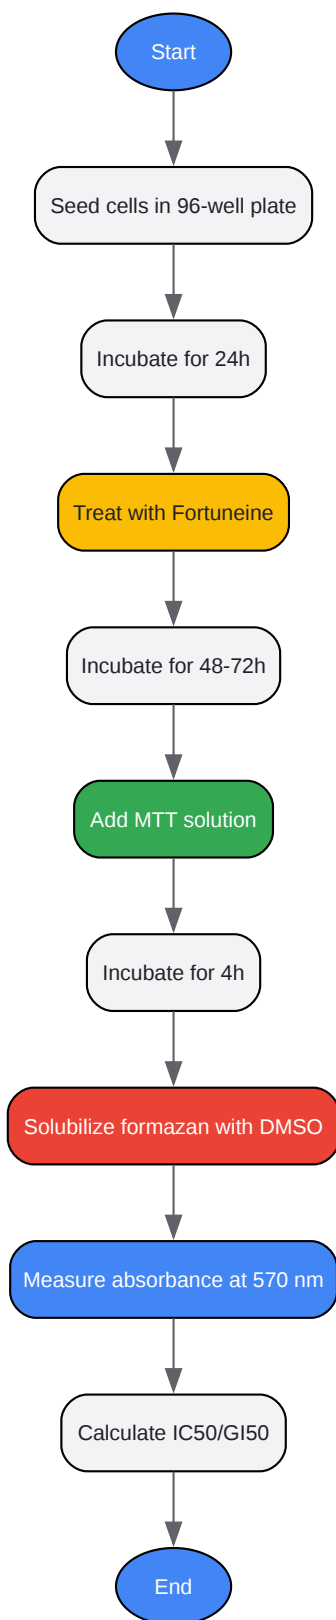 Start
Seed cells in 96-well plate
Incubate for 24h
Treat with Fortuneine
Incubate for 48-72h
Add MTT solution
Incubate for 4h
Solubilize formazan with DMSO
Measure absorbance at 570 nm
Calculate IC50/GI50
End